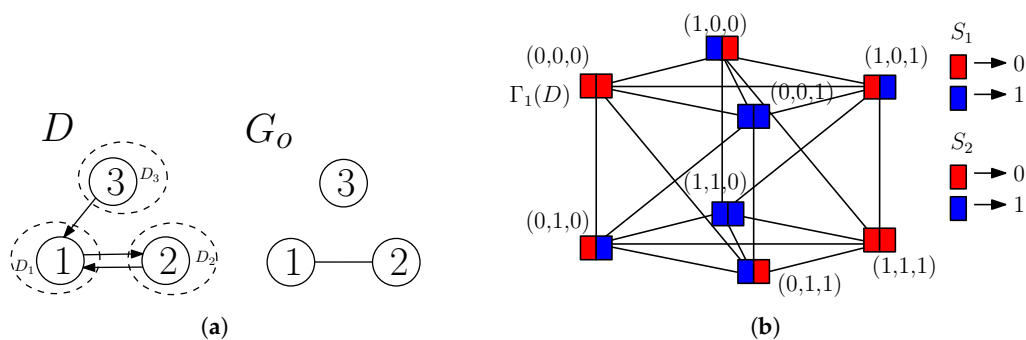 D
G_o
3
D_3
1
2
D_1
D_2
3
1
2
(a)
(1,0,0)
(0,0,0)
(1,0,1)
Γ_1(D)
(0,0,1)
(1,1,0)
(0,1,0)
(1,1,1)
(0,1,1)
S_1
0
1
S_2
0
1
(b)